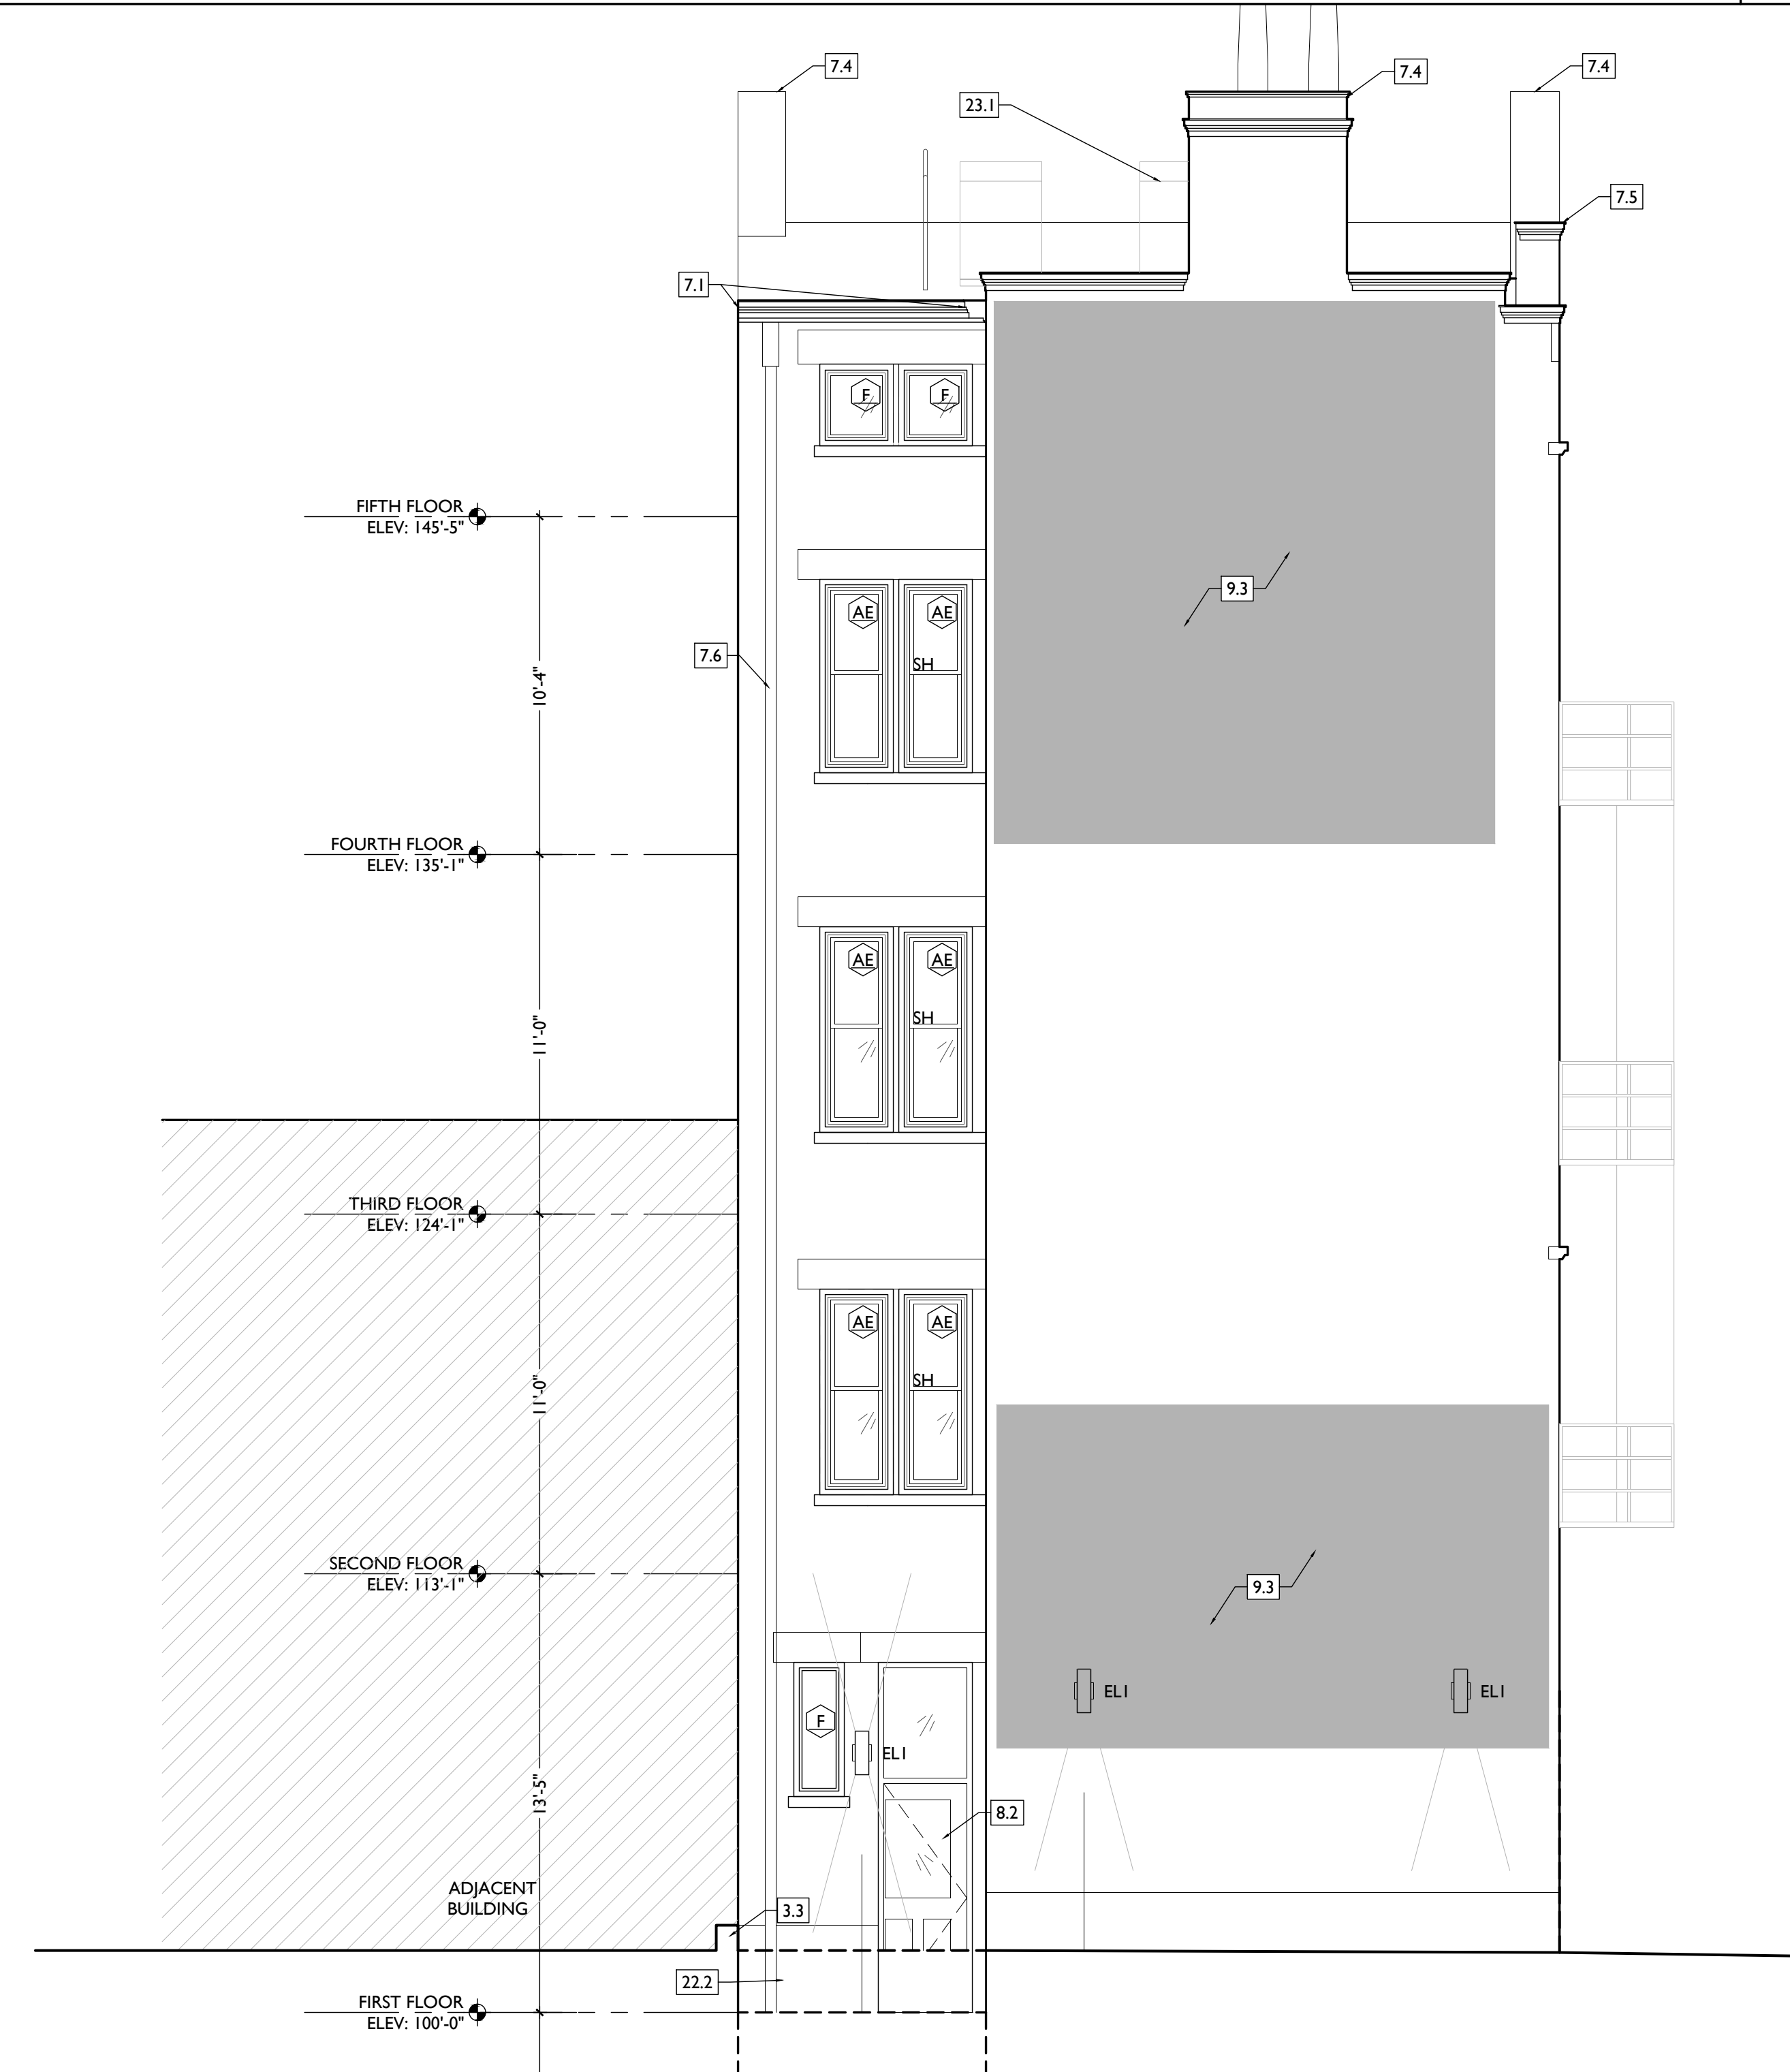 7.4
7.4
7.4
23.1
7.5
7.1
F
F
FIFTH FLOOR
ELEV: 145'-5"
9.3
AE
AE
7.6
SH
10'-4"
FOURTH FLOOR
ELEV: 135'-1"
AE
AE
SH
11'-0"
THIRD FLOOR
ELEV: 124'-1"
AE
AE
SH
11'-0"
SECOND FLOOR
ELEV: 113'-1"
9.3
EL1
EL1
F
EL1
13'-5"
8.2
ADJACENT
BUILDING
3.3
22.2
FIRST FLOOR
ELEV: 100'-0"